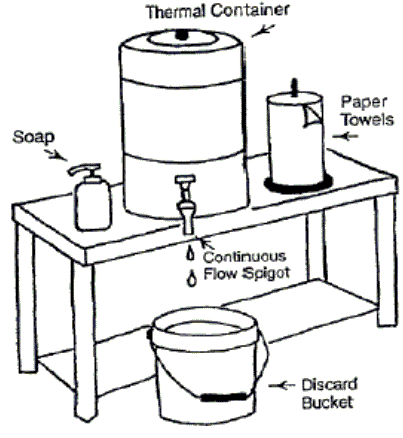 Thermal Container
Paper
Towels
Soap
Continuous
Flow Spigot
Discard
Bucket